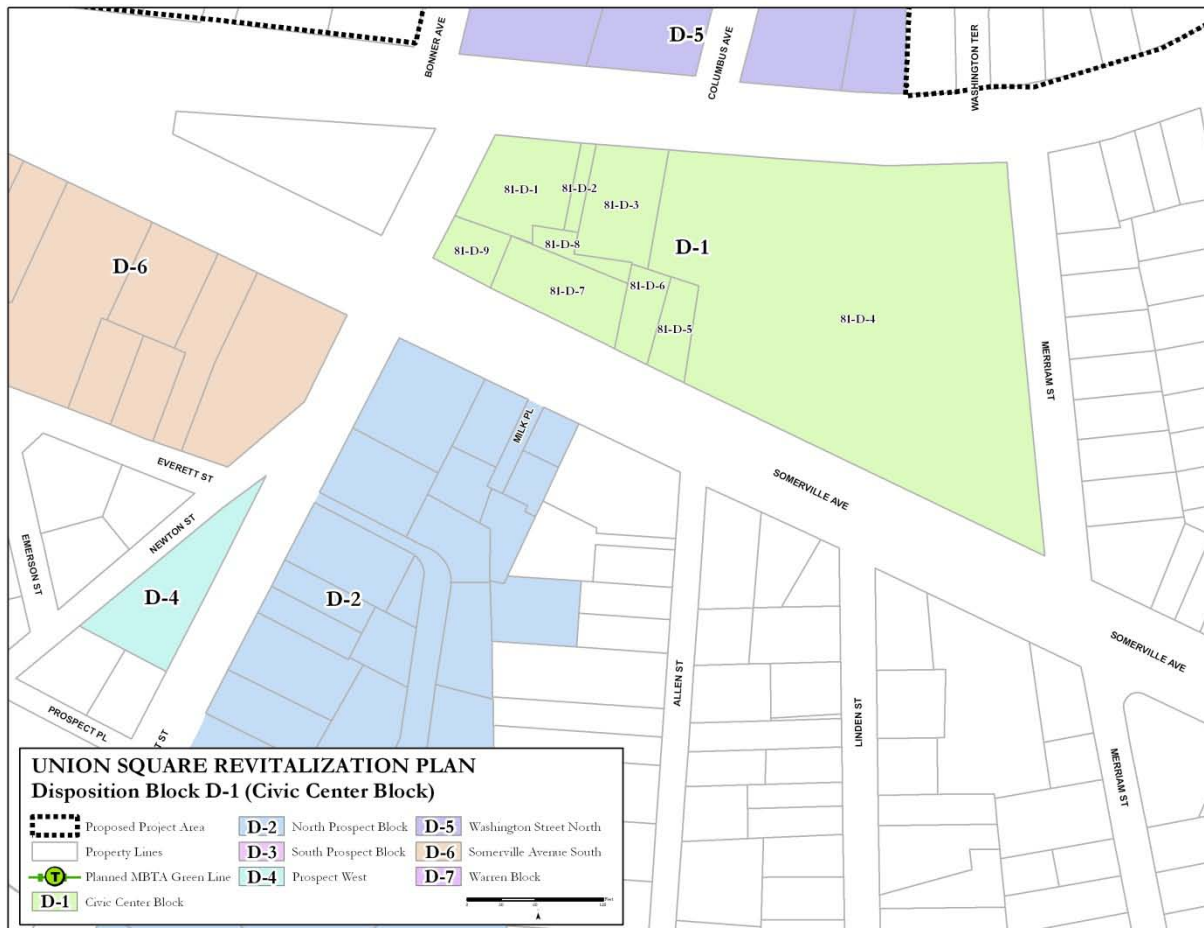 D-5
BONNER AVE
COLUMBUS AVE
WASHINGTON TER
81-D-1
81-D-2
81-D-3
81-D-8
81-D-9
D-1
D-6
81-D-7
81-D-6
81-D-5
81-D-4
MERRIAM ST
MILK PL
EVERETT ST
SOMERVILLE AVE
NEWTON ST
EMERSON ST
D-4
D-2
SOMERVILLE AVE
ALLEN ST
LINDEN ST
PROSPECT PL
T ST
MERRIAM ST
UNION SQUARE REVITALIZATION PLAN
Disposition Block D-1 (Civic Center Block)
Proposed Project Area
Property Lines
T Planned MBTA Green Line
D-1 Civic Center Block
D-2 North Prospect Block
D-3 South Prospect Block
D-4 Prospect West
D-5 Washington Street North
D-6 Somerville Avenue South
D-7 Warren Block